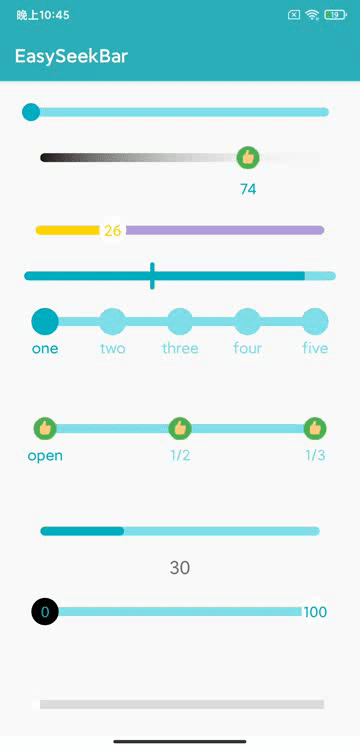 晚上10:45
19
EasySeekBar
74
26
one two three four five
open 1/2 1/3
30
0 100